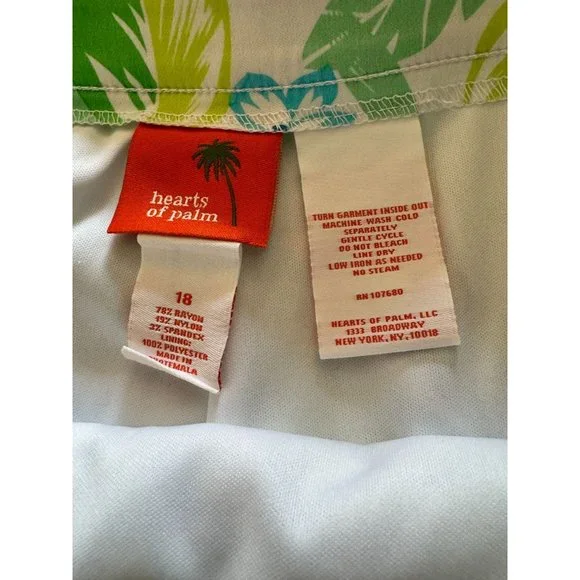 hearts
of palm
18
78% RAYON
19% NYLON
3% SPANDEX
LINING:
100% POLYESTER
MADE IN
GUATEMALA
TURN GARMENT INSIDE OUT
MACHINE WASH COLD
SEPARATELY
GENTLE CYCLE
DO NOT BLEACH
LINE DRY
LOW IRON AS NEEDED
NO STEAM
RN107680
HEARTS OF PALM, LLC
1333 BROADWAY
NEW YORK, NY, 10018